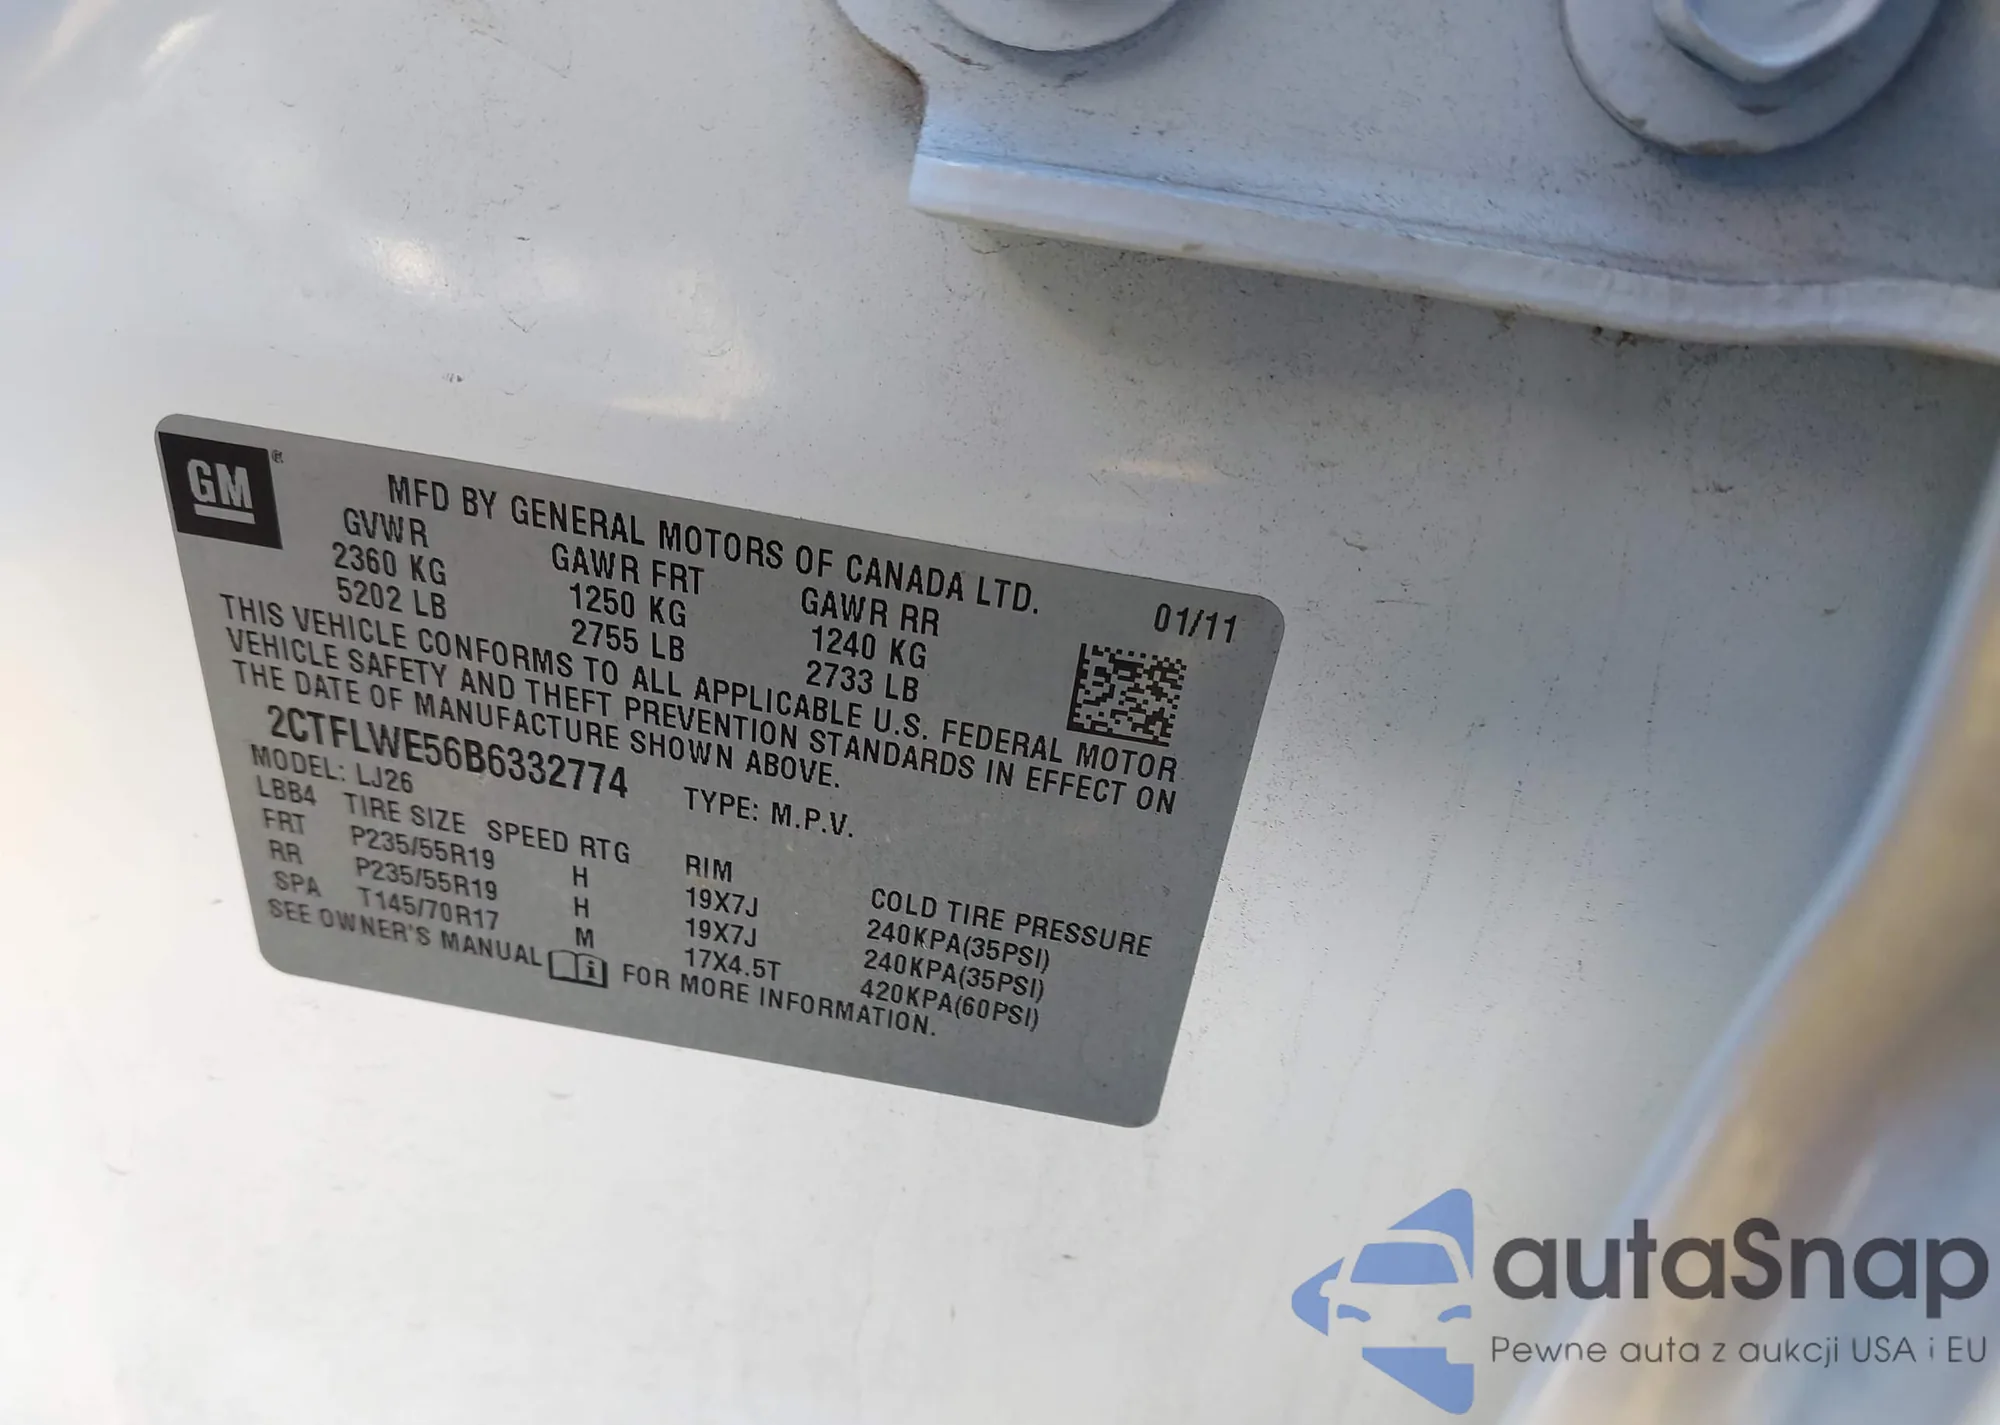 GM ®
MFD BY GENERAL MOTORS OF CANADA LTD.
01/11
GVWR GAWR FRT GAWR RR
2360 KG 1250 KG 1240 KG
5202 LB 2755 LB 2733 LB
THIS VEHICLE CONFORMS TO ALL APPLICABLE U.S. FEDERAL MOTOR
VEHICLE SAFETY AND THEFT PREVENTION STANDARDS IN EFFECT ON
THE DATE OF MANUFACTURE SHOWN ABOVE.
2CTFLWE56B6332774 TYPE: M.P.V.
MODEL: LJ26
LBB4 TIRE SIZE SPEED RTG RIM COLD TIRE PRESSURE
FRT P235/55R19 H 19X7J 240KPA(35PSI)
RR P235/55R19 H 19X7J 240KPA(35PSI)
SPA T145/70R17 M 17X4.5T 420KPA(60PSI)
SEE OWNER'S MANUAL FOR MORE INFORMATION.
autaSnap
Pewne auta z aukcji USA i EU